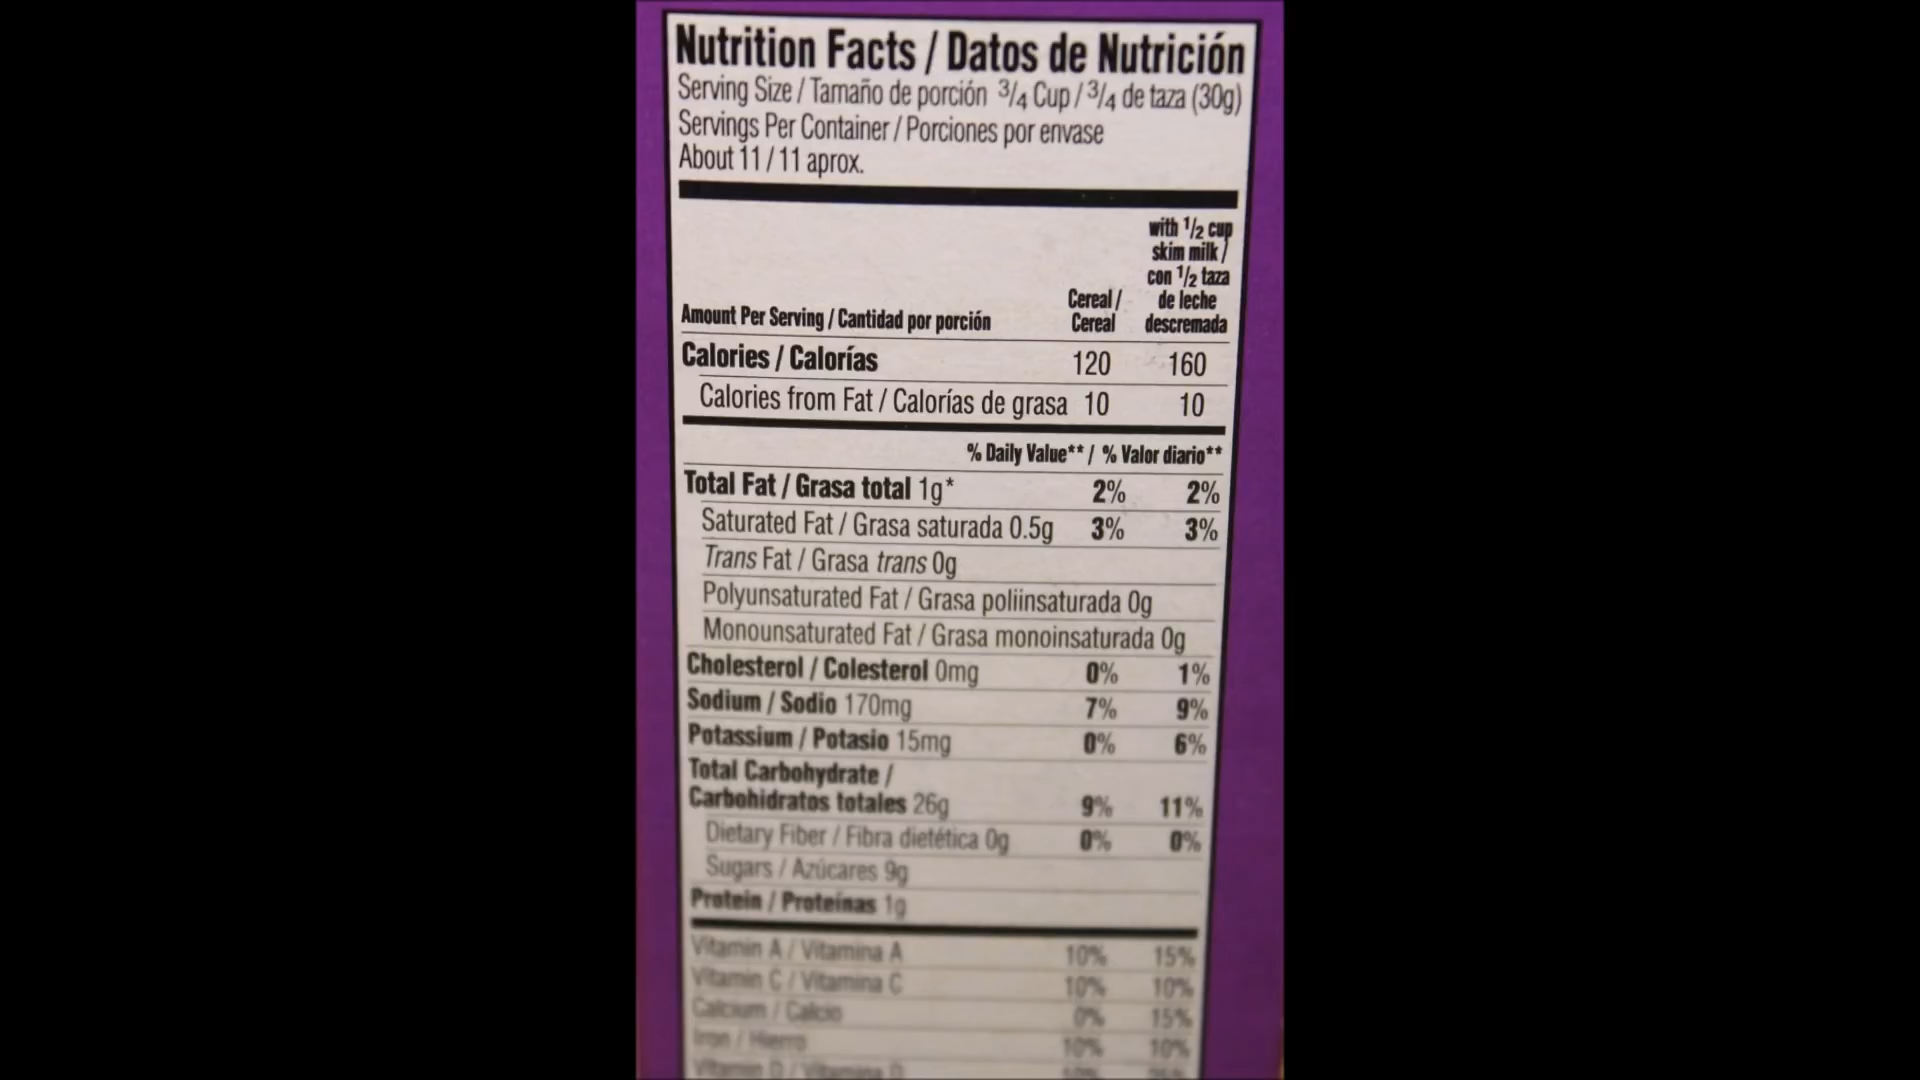 Nutrition Facts / Datos de Nutrición
Serving Size / Tamaño de porción 3/4 Cup / 3/4 de taza (30g)
Servings Per Container / Porciones por envase
About 11 / 11 aprox.
with 1/2 cup
skim milk /
con 1/2 taza
Cereal / de leche
Amount Per Serving / Cantidad por porción Cereal descremada
Calories / Calorías 120 160
Calories from Fat / Calorías de grasa 10 10
% Daily Value** / % Valor diario**
Total Fat / Grasa total 1g* 2% 2%
Saturated Fat / Grasa saturada 0.5g 3% 3%
Trans Fat / Grasa trans 0g
Polyunsaturated Fat / Grasa poliinsaturada 0g
Monounsaturated Fat / Grasa monoinsaturada 0g
Cholesterol / Colesterol 0mg 0% 1%
Sodium / Sodio 170mg 7% 9%
Potassium / Potasio 15mg 0% 6%
Total Carbohydrate /
Carbohidratos totales 26g 9% 11%
Dietary Fiber / Fibra dietética 0g 0% 0%
Sugars / Azúcares 9g
Protein / Proteínas 1g
Vitamin A / Vitamina A 10% 15%
Vitamin C / Vitamina C 10% 10%
Calcium / Calcio 0% 15%
Iron / Hierro 10% 10%
Vitamin D / Vitamina D